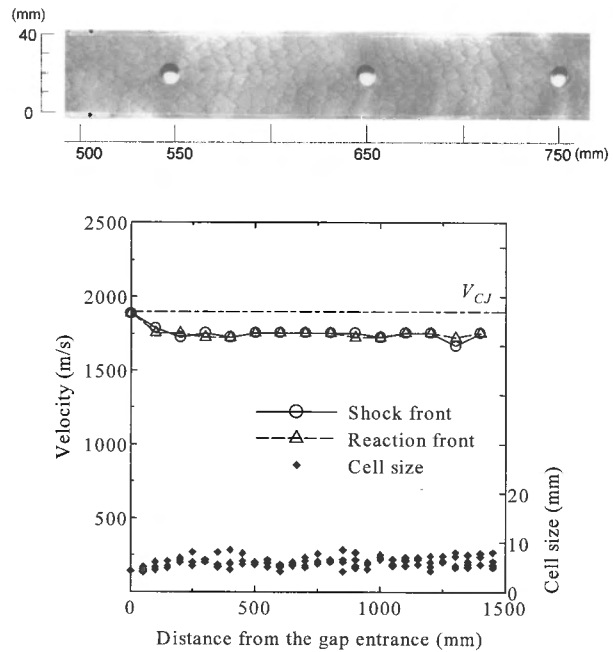 (mm)
40
0
500
550
650
750 (mm)
2500
2000
1500
1000
500
V_CJ
Shock front
Reaction front
Cell size
Velocity (m/s)
20
10
0
Cell size (mm)
0
500
1000
1500
Distance from the gap entrance (mm)